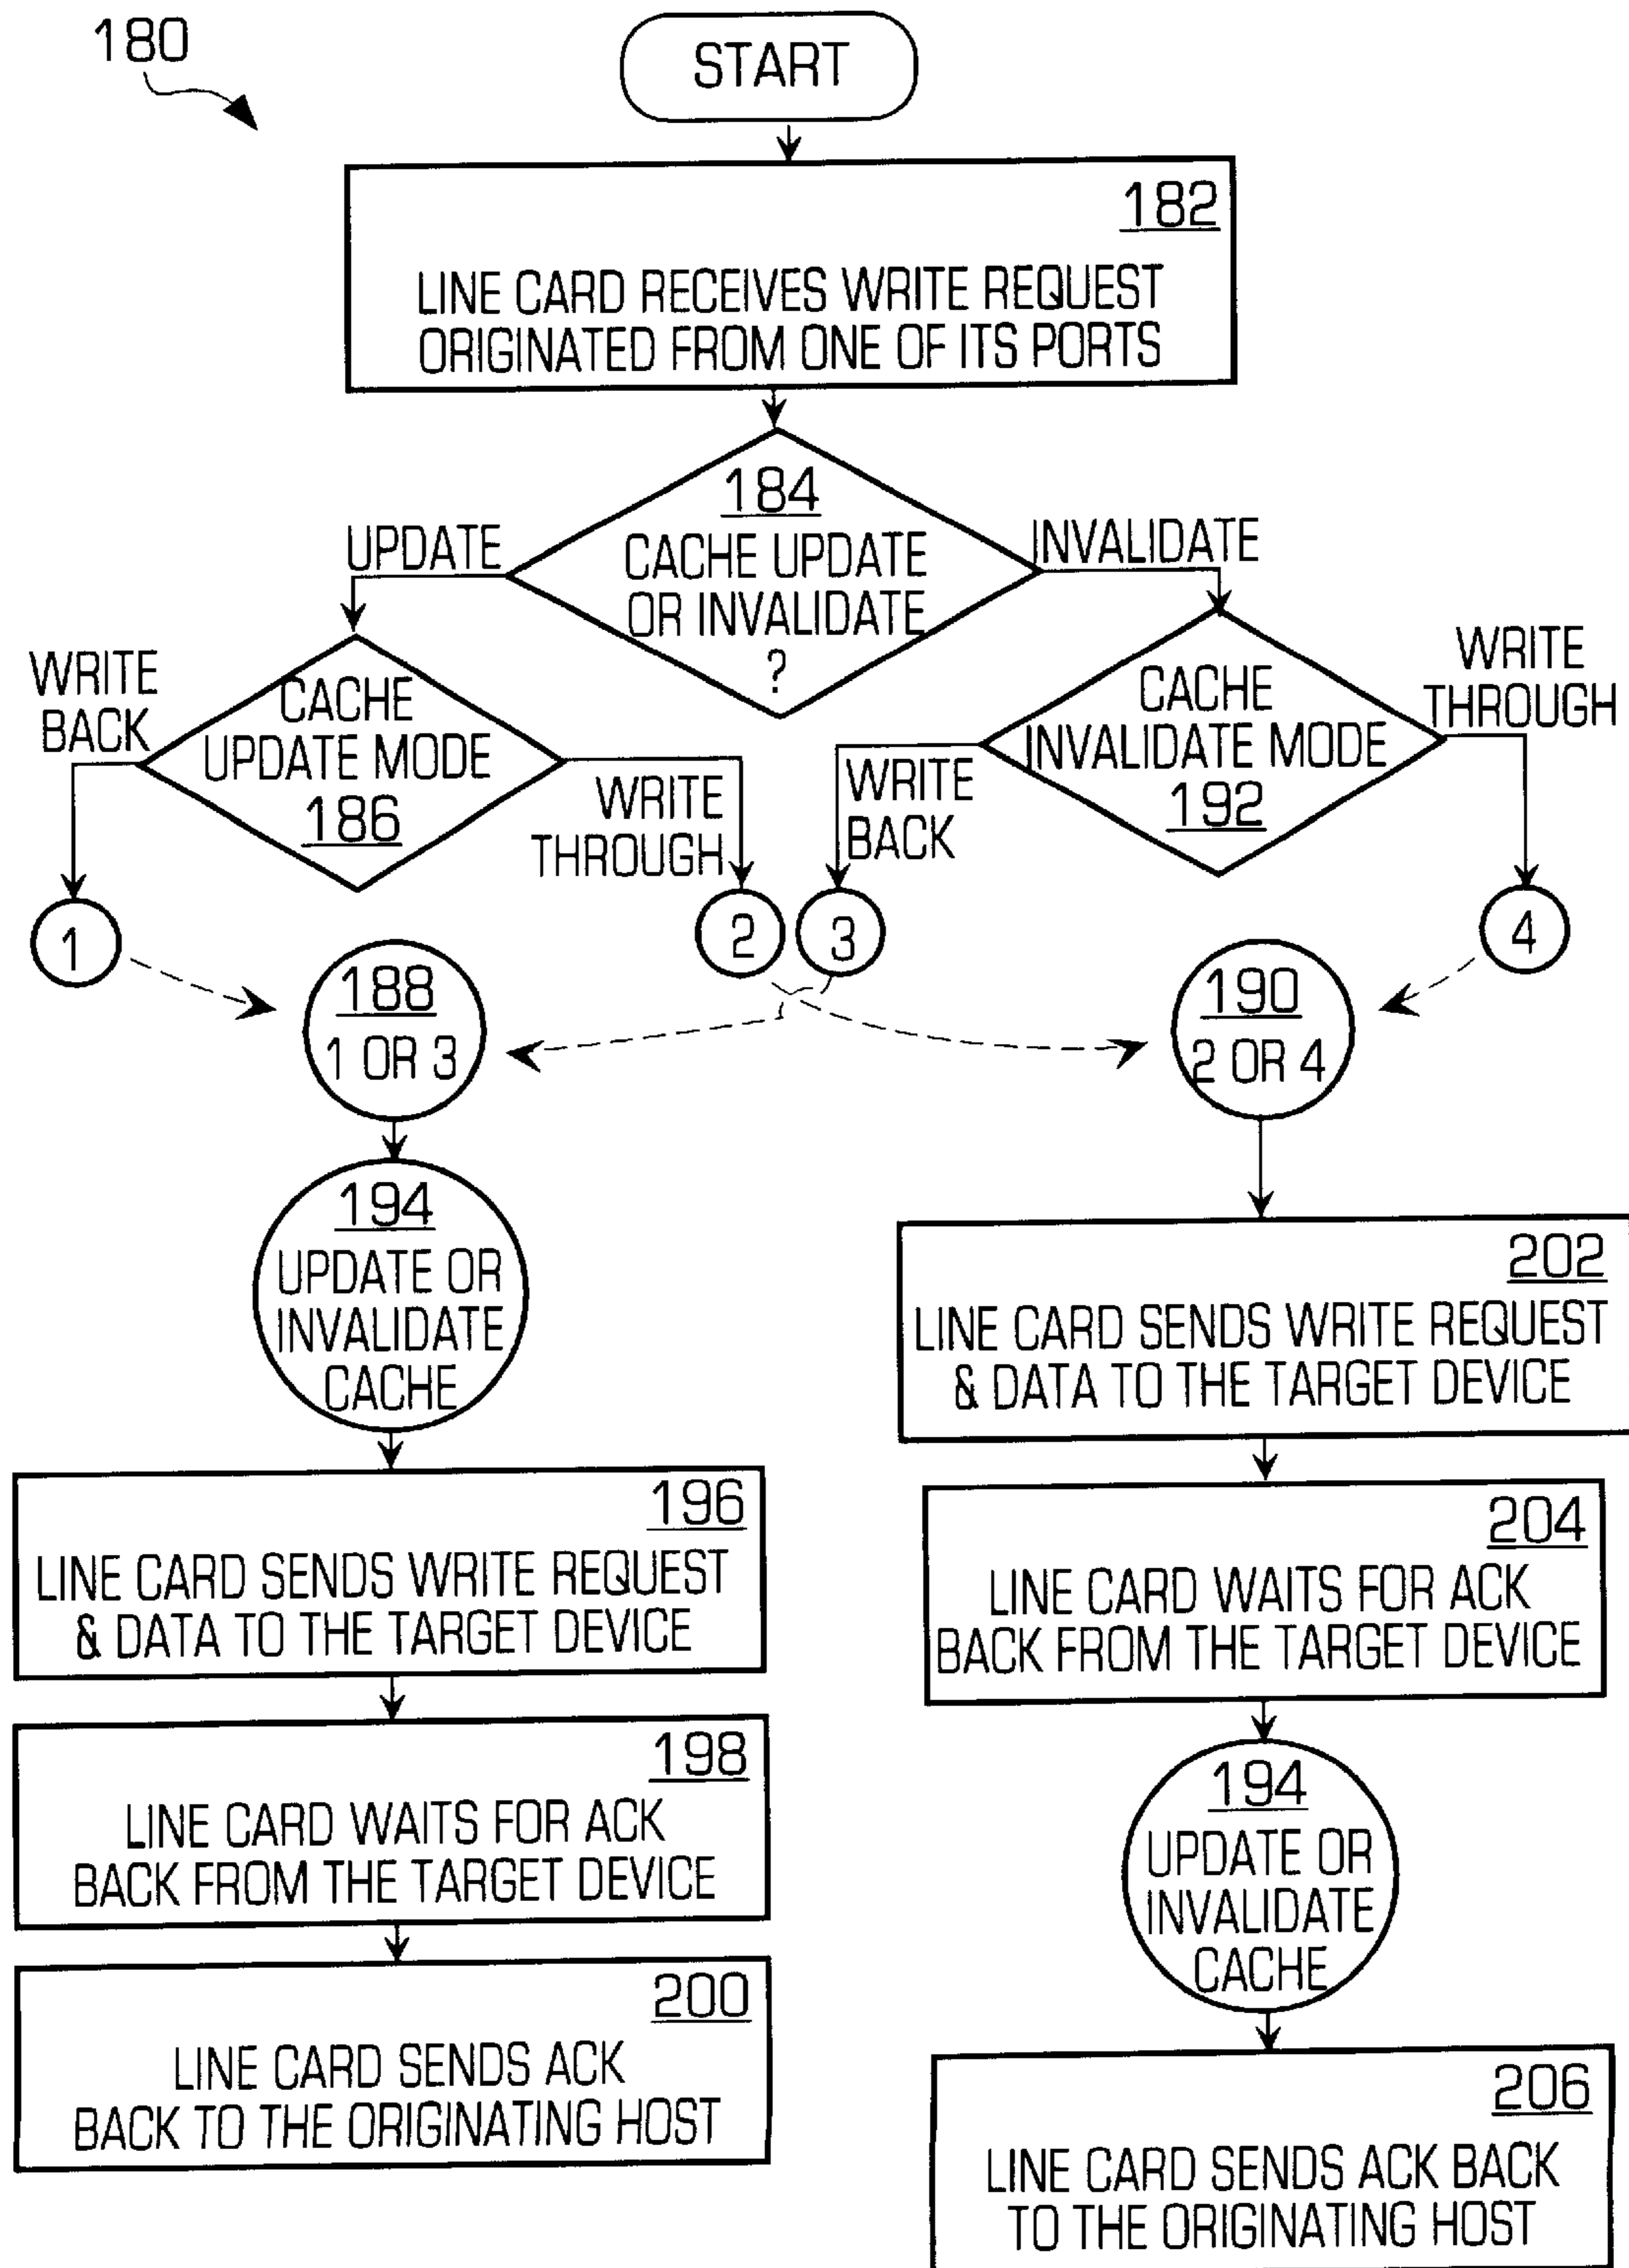 180
START
182
LINE CARD RECEIVES WRITE REQUEST
ORIGINATED FROM ONE OF ITS PORTS
184
CACHE UPDATE
OR INVALIDATE
?
UPDATE
INVALIDATE
WRITE
BACK
CACHE
UPDATE MODE
186
WRITE
THROUGH
WRITE
BACK
CACHE
INVALIDATE MODE
192
WRITE
THROUGH
1
2
3
4
188
1 OR 3
190
2 OR 4
194
UPDATE OR
INVALIDATE
CACHE
196
LINE CARD SENDS WRITE REQUEST
& DATA TO THE TARGET DEVICE
198
LINE CARD WAITS FOR ACK
BACK FROM THE TARGET DEVICE
200
LINE CARD SENDS ACK
BACK TO THE ORIGINATING HOST
202
LINE CARD SENDS WRITE REQUEST
& DATA TO THE TARGET DEVICE
204
LINE CARD WAITS FOR ACK
BACK FROM THE TARGET DEVICE
194
UPDATE OR
INVALIDATE
CACHE
206
LINE CARD SENDS ACK BACK
TO THE ORIGINATING HOST